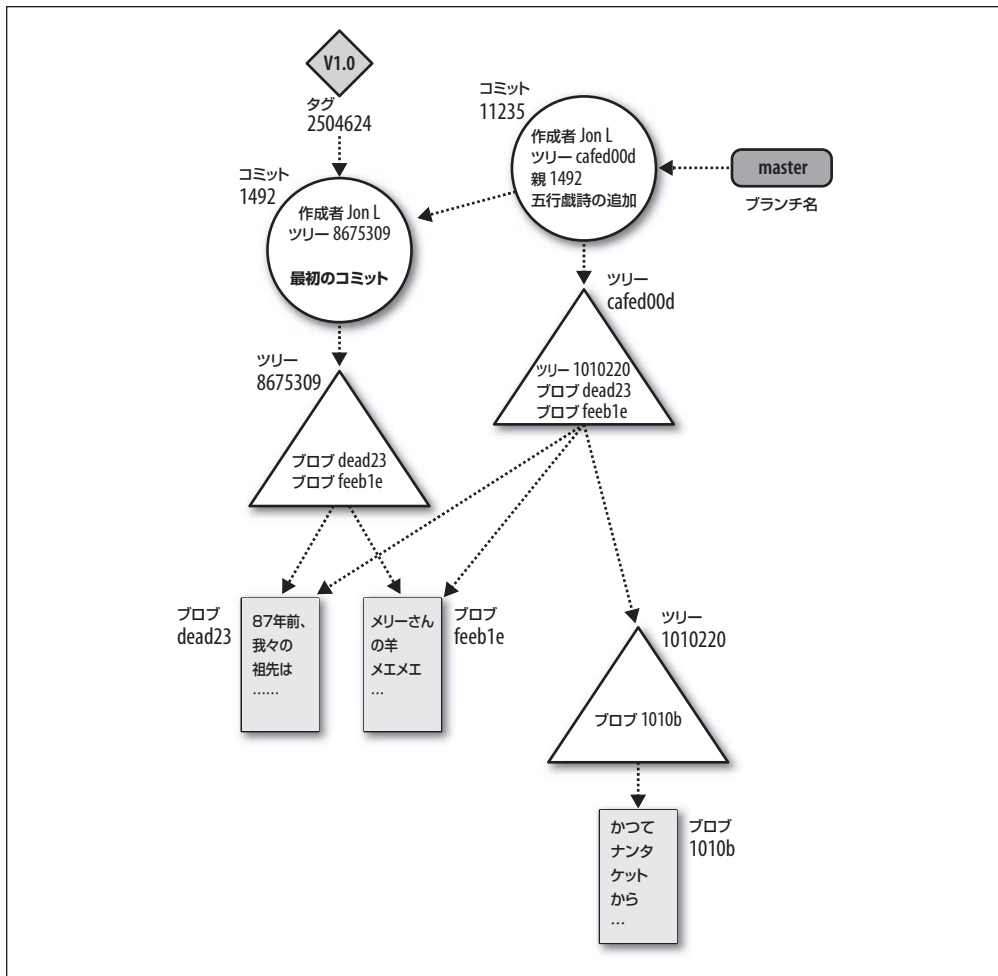 V1.0
タグ
2504624
コミット
11235
作成者 Jon L
ツリー cafed00d
親 1492
五行戯詩の追加
master
ブランチ名
コミット
1492
作成者 Jon L
ツリー 8675309
最初のコミット
ツリー
cafed00d
ツリー 1010220
ブロブ dead23
ブロブ feeb1e
ツリー
8675309
ブロブ dead23
ブロブ feeb1e
ブロブ
dead23
87年前、
我々の
祖先は
……
メリーさん
の羊
メエメエ
…
ブロブ
feeb1e
ツリー
1010220
ブロブ 1010b
かつて
ナンタ
ケット
から
…
ブロブ
1010b